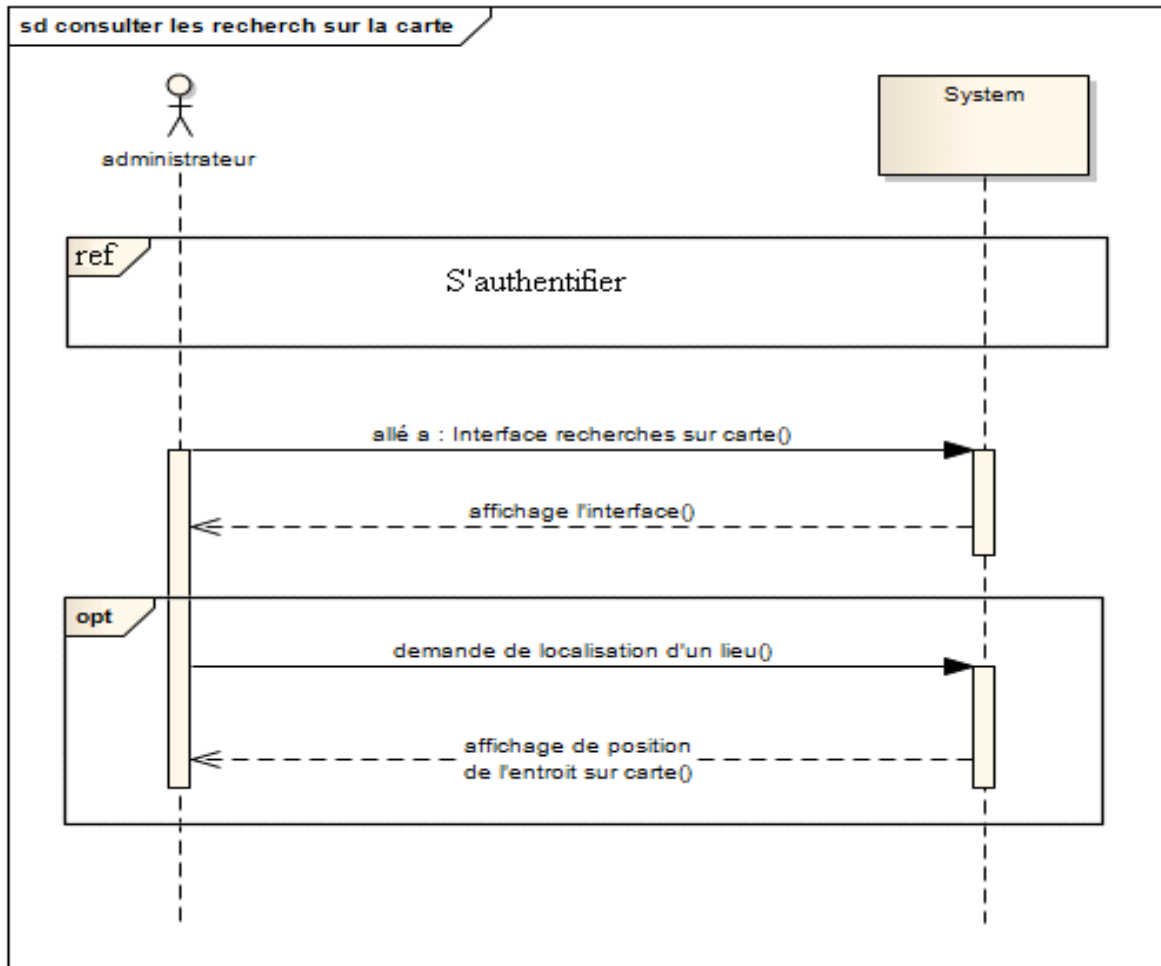 sd consulter les recherch sur la carte
administrateur
System
ref
S'authentifier
allé a : Interface recherches sur carte()
affichage l'interface()
opt
demande de localisation d'un lieu()
affichage de position
de l'entroit sur carte()